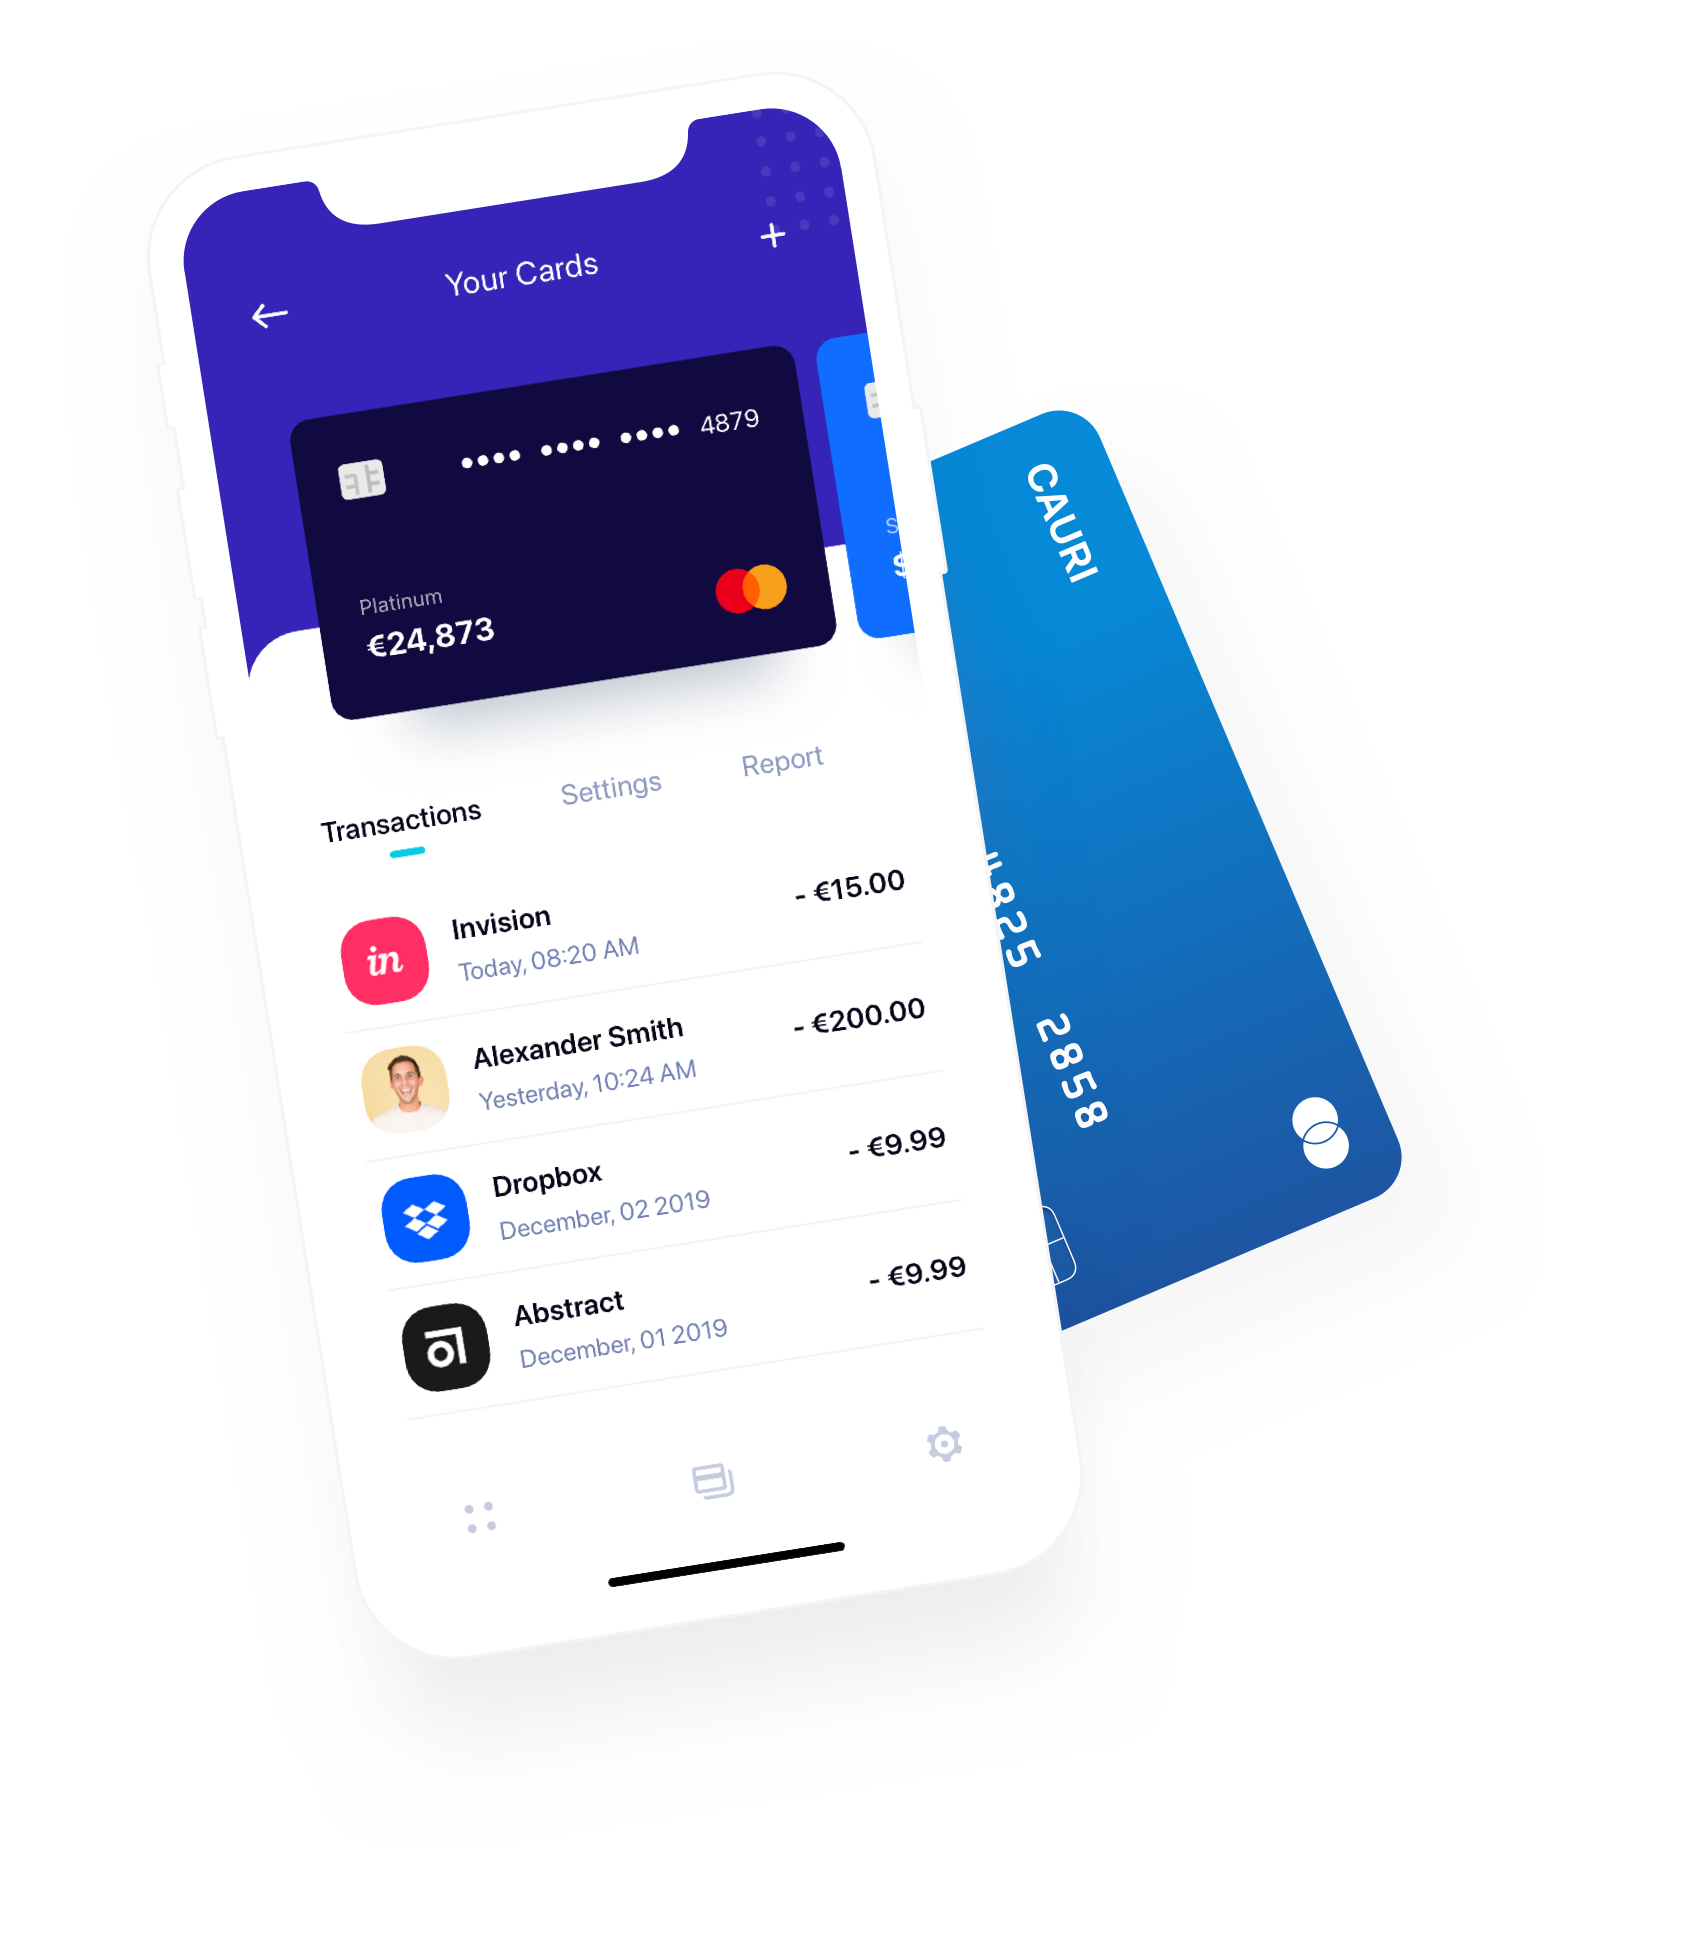 Your Cards
•••• •••• •••• 4879
Platinum
€24,873
S
$
Transactions
Settings
Report
in
Invision
Today, 08:20 AM
- €15.00
Alexander Smith
Yesterday, 10:24 AM
- €200.00
Dropbox
December, 02 2019
- €9.99
Abstract
December, 01 2019
- €9.99
CAURI
4825 2858